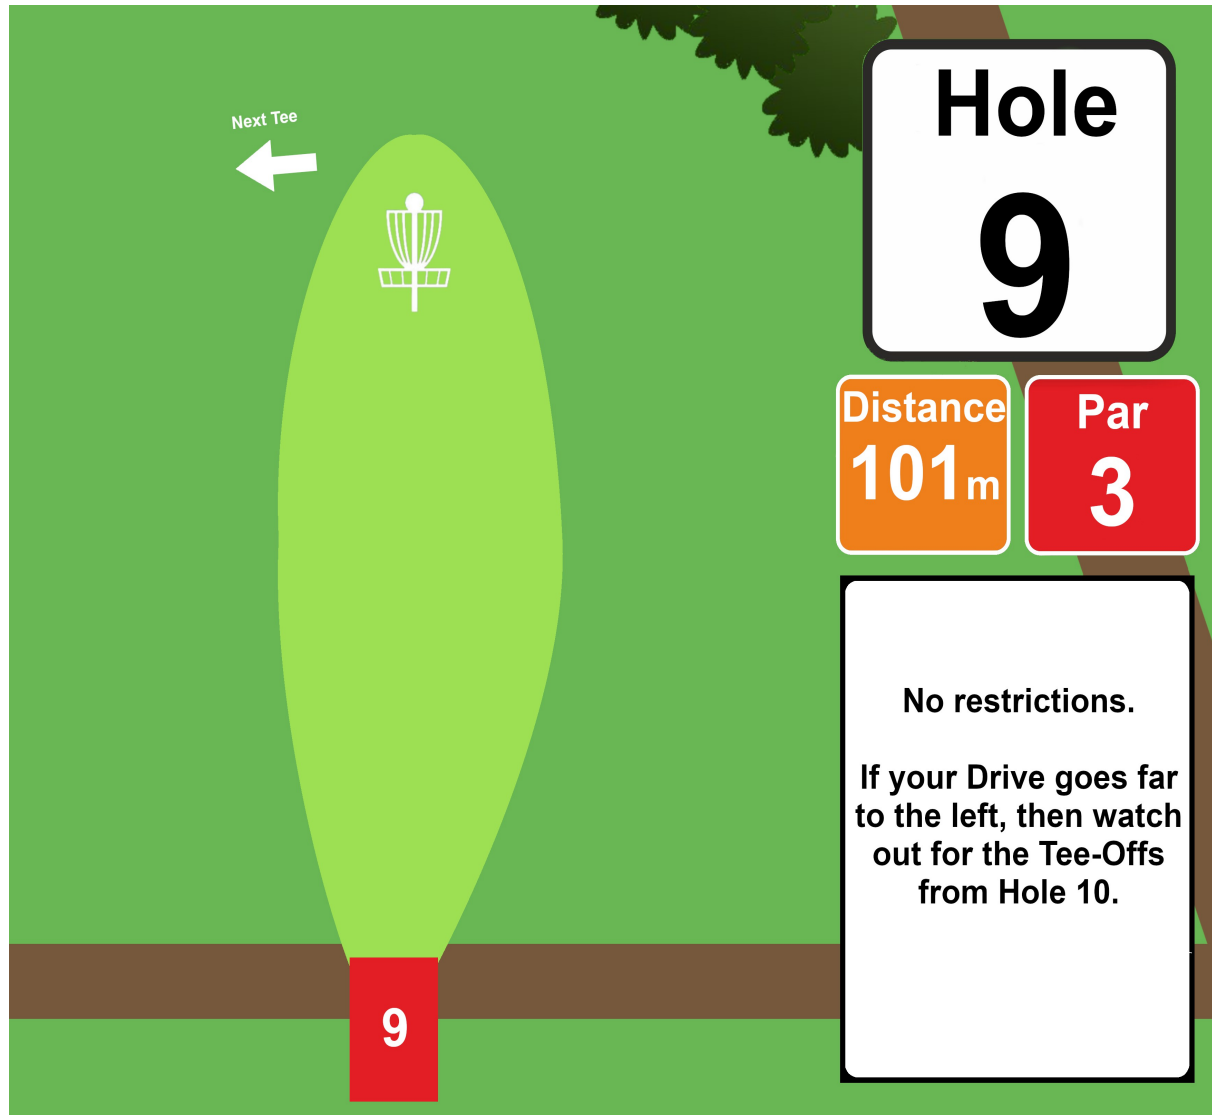 Next Tee
Hole
9
Distance
101m
Par
3
No restrictions.
If your Drive goes far
to the left, then watch
out for the Tee-Offs
from Hole 10.
9